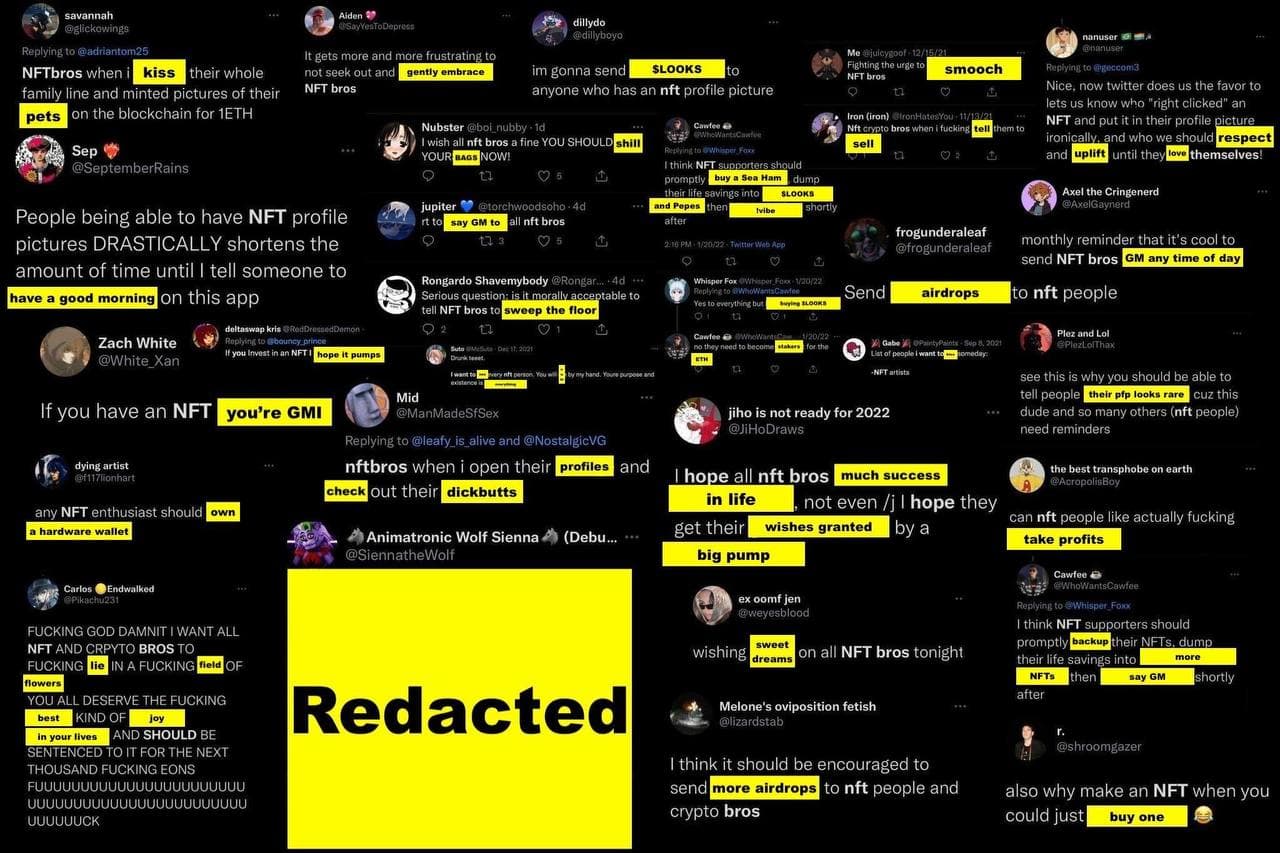 savannah
@glickowings
Replying to @adriantom25
NFTbros when i kiss their whole
family line and minted pictures of their
pets on the blockchain for 1ETH
Sep
@SeptemberRains
People being able to have NFT profile
pictures DRASTICALLY shortens the
amount of time until I tell someone to
have a good morning on this app
Zach White
@White_Xan
If you have an NFT you're GMI
dying artist
@f117lionhart
any NFT enthusiast should own
a hardware wallet
Carlos Endwalked
@Pikachu231
FUCKING GOD DAMNIT I WANT ALL
NFT AND CRPYTO BROS TO
FUCKING lie IN A FUCKING field OF
flowers
YOU ALL DESERVE THE FUCKING
best KIND OF joy
in your lives AND SHOULD BE
SENTENCED TO IT FOR THE NEXT
THOUSAND FUCKING EONS
FUUUUUUUUUUUUUUUUUUUUUUU
UUUUUUUUUUUUUUUUUUUUUUU
UUUUUUCK
Aiden
@SayYesToDepress
It gets more and more frustrating to
not seek out and gently embrace
NFT bros
deltaswap kris @RedDressedDemon ·
Replying to @bouncy_prince
If you Invest in an NFT I hope it pumps
dillydo
@dillyboyo
im gonna send $LOOKS to
anyone who has an nft profile picture
Nubster @boi_nubby · 1d
I wish all nft bros a fine YOU SHOULD shill
YOUR BAGS NOW!
5
jupiter @torchwoodsoho · 4d
rt to say GM to all nft bros
3 5
Rongardo Shavemybody @Rongar... · 4d
Serious question: is it morally acceptable to
tell NFT bros to sweep the floor
2 1
Suto @McSuto · Dec 17, 2021
Drunk tweet.
I want to every nft person. You will by my hand. Youre purpose and
existence is everything
Mid
@ManMadeSfSex
Replying to @leafy_is_alive and @NostalgicVG
nftbros when i open their profiles and
check out their dickbutts
Animatronic Wolf Sienna (Debu...
@SiennatheWolf
Redacted
Me @juicygoof · 12/15/21
Fighting the urge to smooch
NFT bros
Iron (iron) @IronHatesYou · 11/13/21
Nft crypto bros when i fucking tell them to
sell
1 2
Cawfee
@WhoWantsCawfee
Replying to @Whisper_Foxx
I think NFT supporters should
promptly buy a Sea Ham, dump
their life savings into $LOOKS
and Pepes then !vibe shortly
after
2:16 PM · 1/20/22 · Twitter Web App
Whisper Fox @Whisper_Foxx · 1/20/22
Replying to @WhoWantsCawfee
Yes to everything but buying $LOOKS
1 1
Cawfee @WhoWantsCaw... · 1/20/22
no they need to become stakers for the
ETH
frogunderaleaf
@frogunderaleaf
Send airdrops to nft people
Gabe @PaintyPaints · Sep 8, 2021
List of people i want to someday:
-NFT artists
jiho is not ready for 2022
@JiHoDraws
I hope all nft bros much success
in life, not even /j I hope they
get their wishes granted by a
big pump
ex oomf jen
@weyesblood
wishing sweet dreams on all NFT bros tonight
Melone's oviposition fetish
@lizardstab
I think it should be encouraged to
send more airdrops to nft people and
crypto bros
nanuser
@nanuser
Replying to @geccom3
Nice, now twitter does us the favor to
lets us know who "right clicked" an
NFT and put it in their profile picture
ironically, and who we should respect
and uplift until they love themselves!
Axel the Cringenerd
@AxelGaynerd
monthly reminder that it's cool to
send NFT bros GM any time of day
Plez and Lol
@PlezLolThax
see this is why you should be able to
tell people their pfp looks rare cuz this
dude and so many others (nft people)
need reminders
the best transphobe on earth
@AcropolisBoy
can nft people like actually fucking
take profits
Cawfee
@WhoWantsCawfee
Replying to @Whisper_Foxx
I think NFT supporters should
promptly backup their NFTs, dump
their life savings into more
NFTs then say GM shortly
after
r.
@shroomgazer
also why make an NFT when you
could just buy one